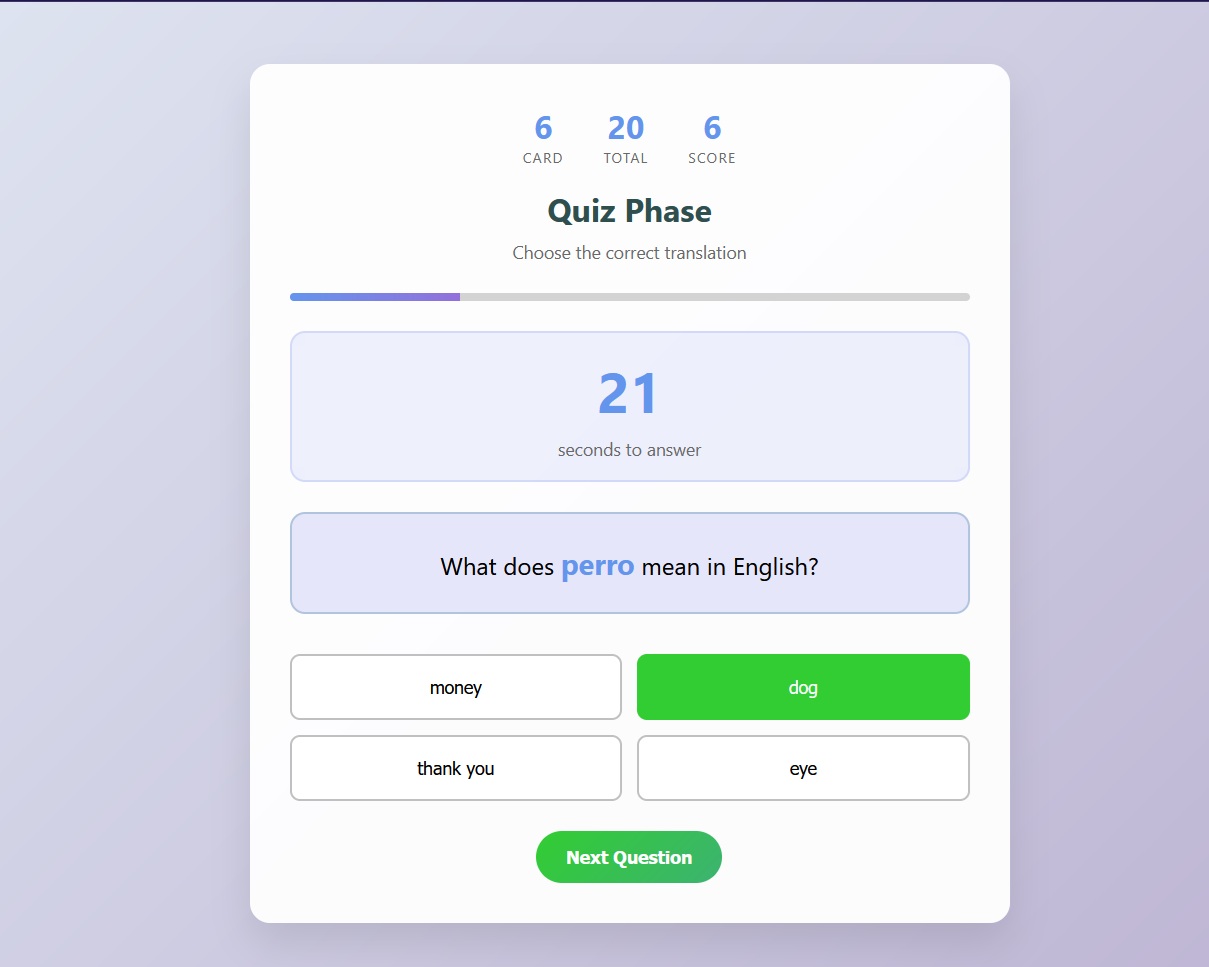 6 20 6
CARD TOTAL SCORE
Quiz Phase
Choose the correct translation
21
seconds to answer
What does perro mean in English?
money
dog
thank you
eye
Next Question